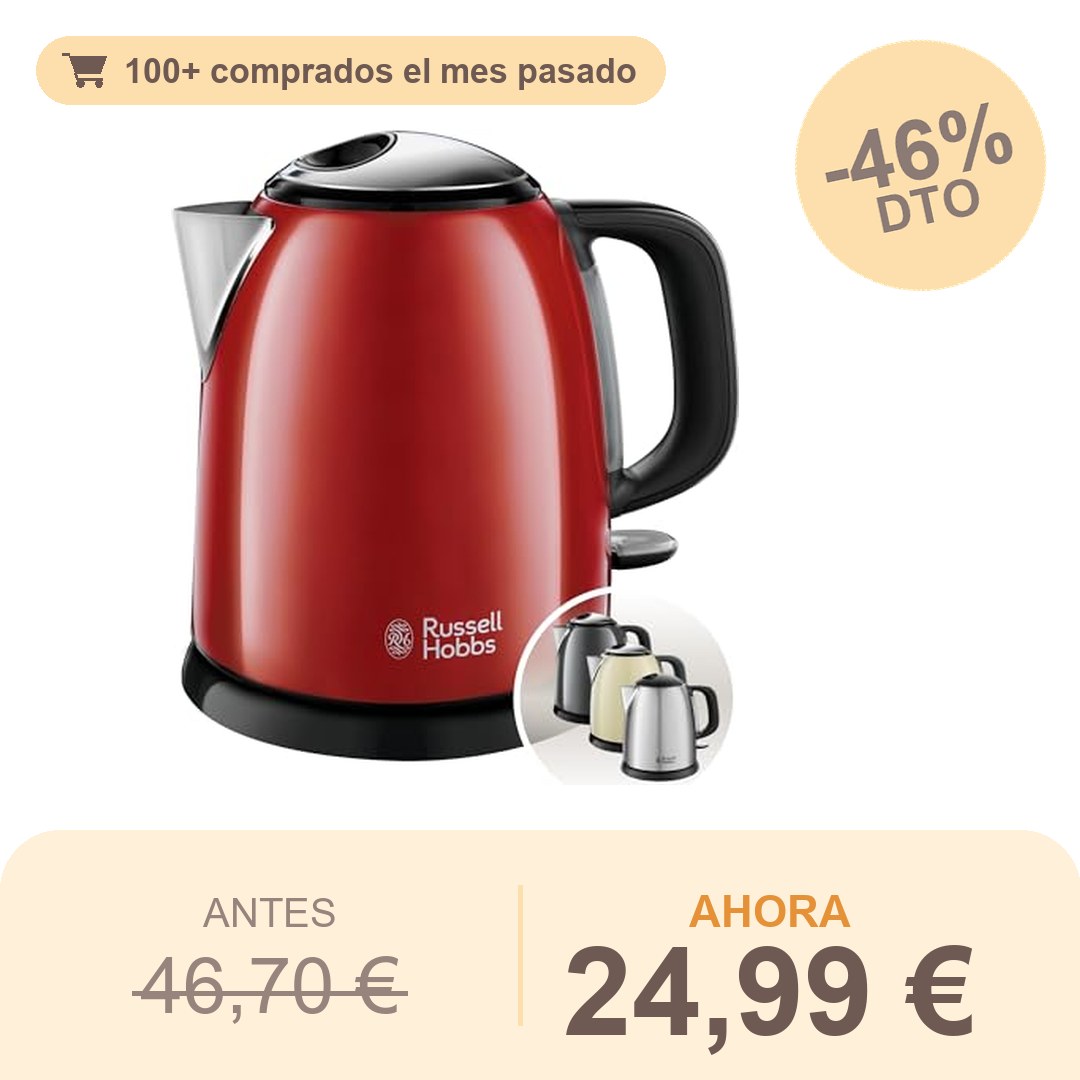 100+ comprados el mes pasado
-46%
DTO
Russell
Hobbs
ANTES
46,70 €
AHORA
24,99 €